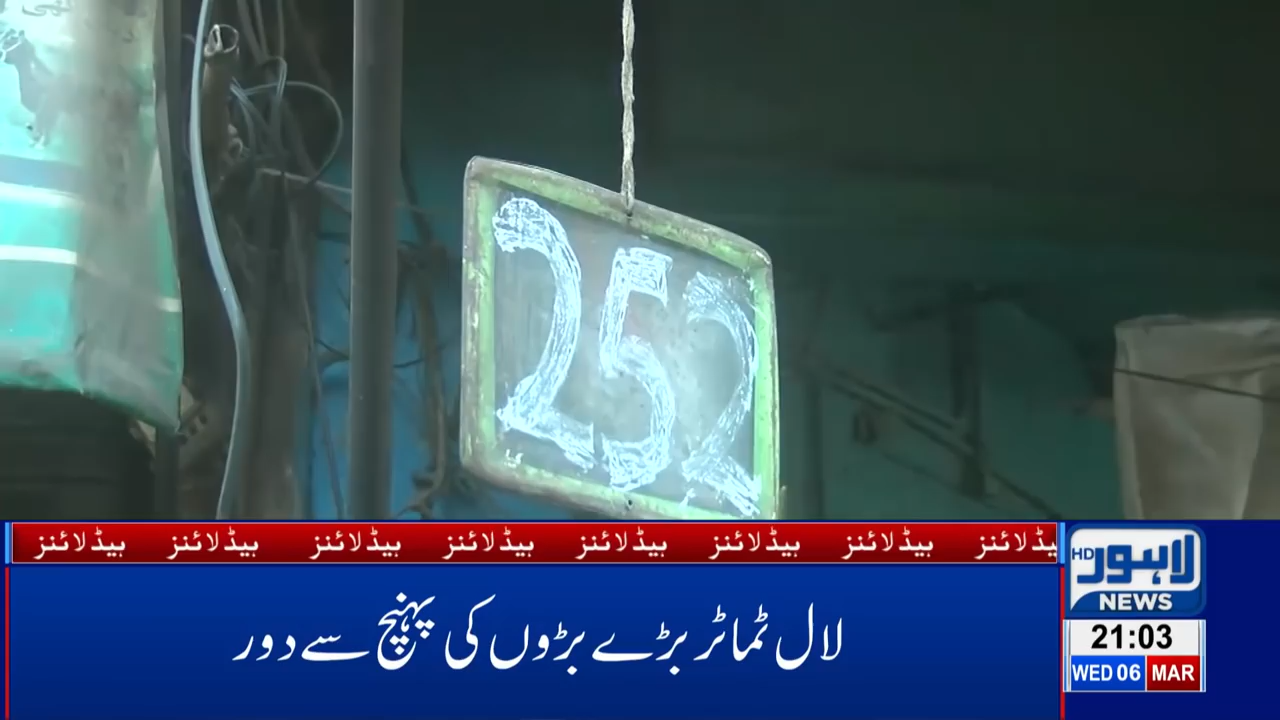 252
ہیڈلائنز ہیڈلائنز ہیڈلائنز ہیڈلائنز ہیڈلائنز ہیڈلائنز ہیڈلائنز یڈلائنز
لال ٹماٹر بڑے بڑوں کی پہنچ سے دور
لاہور HD
NEWS
21:03
WED 06 MAR